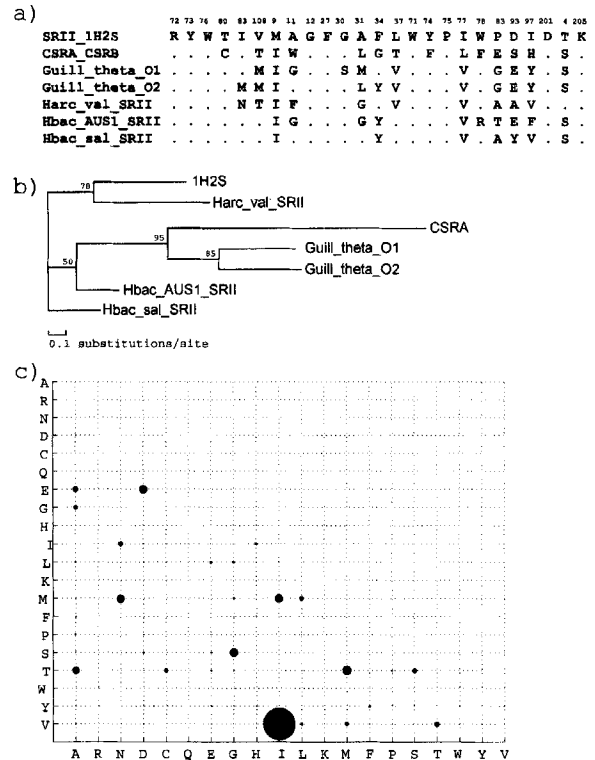 a)
72 73 76 80 83 108 9 11 12 30 31 34 37 71 74 75 77 78 83 93 197 201 4 205
SRII_1H2S R Y W T I V M A G F G A F L W Y P I W P D I D T K
CSRA_CSRB . . . C . T I W . . . L G T . F . L F E S H . S .
Guill_theta_O1 . . . . . M I G . . S M . V . . . V . G E Y . S .
Guill_theta_O2 . . . . M M I . . . . L Y V . . . V . G E Y . S .
Harc_val_SRII . . . . N T I F . . . G . V . . . V . A A V . . .
Hbac_AUS1_SRII . . . . . . I G . . . G Y . . . . V R T E F . S .
Hbac_sal_SRII . . . . . . I . . . . . Y . . . . V . A Y V . S .
b)
78
1H2S
Harc_val_SRII
95
CSRA
85
Guill_theta_O1
50
Guill_theta_O2
Hbac_AUS1_SRII
Hbac_sal_SRII
0.1 substitutions/site
c)
A
R
N
D
C
Q
E
G
H
I
L
K
M
F
P
S
T
W
Y
V
A R N D C Q E G H I L K M F P S T W Y V